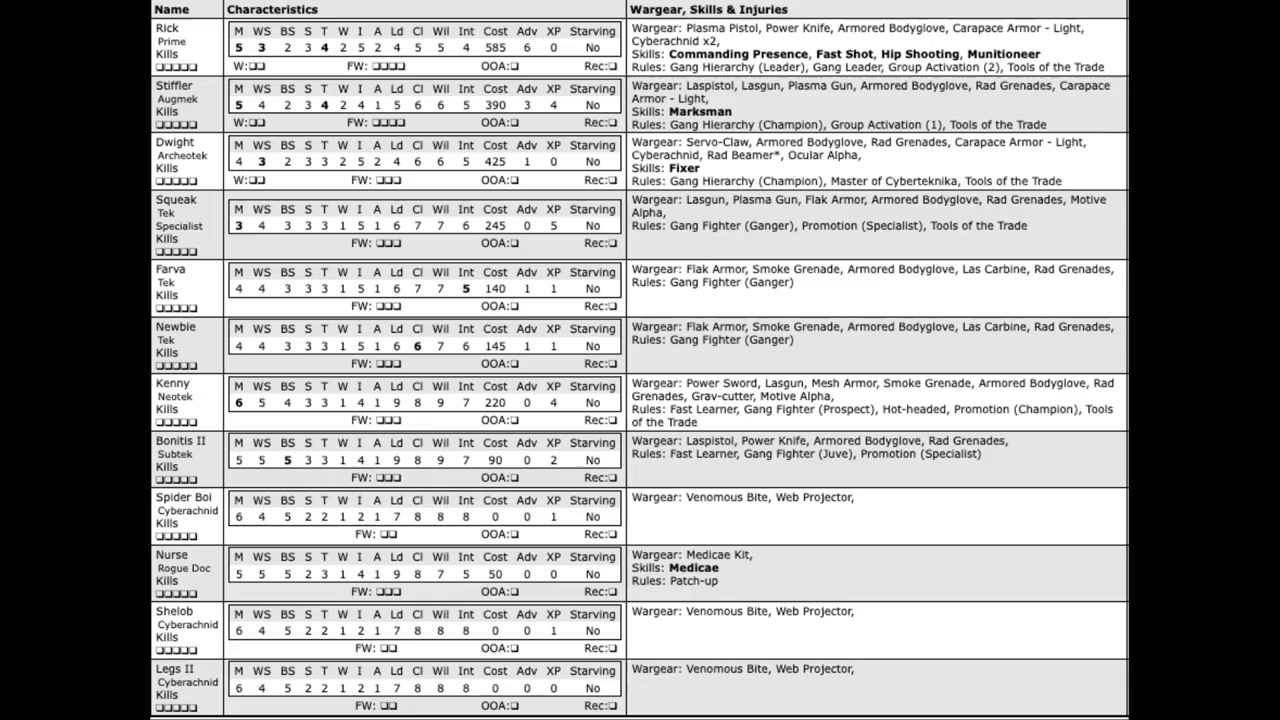 Name Characteristics Wargear, Skills & Injuries
Rick
Prime
Kills
❏❏❏❏❏
M WS BS S T W I A Ld Cl Wil Int Cost Adv XP Starving
5 3 2 3 4 2 5 2 4 5 5 4 585 6 0 No
W:❏❏ FW: ❏❏❏❏ OOA:❏ Rec:❏
Wargear: Plasma Pistol, Power Knife, Armored Bodyglove, Carapace Armor - Light,
Cyberachnid x2,
Skills: Commanding Presence, Fast Shot, Hip Shooting, Munitioneer
Rules: Gang Hierarchy (Leader), Gang Leader, Group Activation (2), Tools of the Trade
Stiffler
Augmek
Kills
❏❏❏❏❏
M WS BS S T W I A Ld Cl Wil Int Cost Adv XP Starving
5 4 2 3 4 2 4 1 5 6 6 5 390 3 4 No
W:❏❏ FW: ❏❏❏❏ OOA:❏ Rec:❏
Wargear: Laspistol, Lasgun, Plasma Gun, Armored Bodyglove, Rad Grenades, Carapace
Armor - Light,
Skills: Marksman
Rules: Gang Hierarchy (Champion), Group Activation (1), Tools of the Trade
Dwight
Archeotek
Kills
❏❏❏❏❏
M WS BS S T W I A Ld Cl Wil Int Cost Adv XP Starving
4 3 2 3 3 2 5 2 4 6 6 5 425 1 0 No
W:❏❏ FW: ❏❏❏ OOA:❏ Rec:❏
Wargear: Servo-Claw, Armored Bodyglove, Rad Grenades, Carapace Armor - Light,
Cyberachnid, Rad Beamer*, Ocular Alpha,
Skills: Fixer
Rules: Gang Hierarchy (Champion), Master of Cyberteknika, Tools of the Trade
Squeak
Tek
Specialist
Kills
❏❏❏❏❏
M WS BS S T W I A Ld Cl Wil Int Cost Adv XP Starving
3 4 3 3 3 1 5 1 6 7 7 6 245 0 5 No
FW: ❏❏❏ OOA:❏ Rec:❏
Wargear: Lasgun, Plasma Gun, Flak Armor, Armored Bodyglove, Rad Grenades, Motive
Alpha,
Rules: Gang Fighter (Ganger), Promotion (Specialist), Tools of the Trade
Farva
Tek
Kills
❏❏❏❏❏
M WS BS S T W I A Ld Cl Wil Int Cost Adv XP Starving
4 4 3 3 3 1 5 1 6 7 7 5 140 1 1 No
FW: ❏❏❏ OOA:❏ Rec:❏
Wargear: Flak Armor, Smoke Grenade, Armored Bodyglove, Las Carbine, Rad Grenades,
Rules: Gang Fighter (Ganger)
Newbie
Tek
Kills
❏❏❏❏❏
M WS BS S T W I A Ld Cl Wil Int Cost Adv XP Starving
4 4 3 3 3 1 5 1 6 6 7 6 145 1 1 No
FW: ❏❏❏ OOA:❏ Rec:❏
Wargear: Flak Armor, Smoke Grenade, Armored Bodyglove, Las Carbine, Rad Grenades,
Rules: Gang Fighter (Ganger)
Kenny
Neotek
Kills
❏❏❏❏❏
M WS BS S T W I A Ld Cl Wil Int Cost Adv XP Starving
6 5 4 3 3 1 4 1 9 8 9 7 220 0 4 No
FW: ❏❏❏ OOA:❏ Rec:❏
Wargear: Power Sword, Lasgun, Mesh Armor, Smoke Grenade, Armored Bodyglove, Rad
Grenades, Grav-cutter, Motive Alpha,
Rules: Fast Learner, Gang Fighter (Prospect), Hot-headed, Promotion (Champion), Tools
of the Trade
Bonitis II
Subtek
Kills
❏❏❏❏❏
M WS BS S T W I A Ld Cl Wil Int Cost Adv XP Starving
5 5 5 3 3 1 4 1 9 8 9 7 90 0 2 No
FW: ❏❏❏ OOA:❏ Rec:❏
Wargear: Laspistol, Power Knife, Armored Bodyglove, Rad Grenades,
Rules: Fast Learner, Gang Fighter (Juve), Promotion (Specialist)
Spider Boi
Cyberachnid
Kills
❏❏❏❏❏
M WS BS S T W I A Ld Cl Wil Int Cost Adv XP Starving
6 4 5 2 2 1 2 1 7 8 8 8 0 0 1 No
FW: ❏❏ OOA:❏ Rec:❏
Wargear: Venomous Bite, Web Projector,
Nurse
Rogue Doc
Kills
❏❏❏❏❏
M WS BS S T W I A Ld Cl Wil Int Cost Adv XP Starving
5 5 5 2 3 1 4 1 9 8 7 5 50 0 0 No
FW: ❏❏❏ OOA:❏ Rec:❏
Wargear: Medicae Kit,
Skills: Medicae
Rules: Patch-up
Shelob
Cyberachnid
Kills
❏❏❏❏❏
M WS BS S T W I A Ld Cl Wil Int Cost Adv XP Starving
6 4 5 2 2 1 2 1 7 8 8 8 0 0 1 No
FW: ❏❏ OOA:❏ Rec:❏
Wargear: Venomous Bite, Web Projector,
Legs II
Cyberachnid
Kills
❏❏❏❏❏
M WS BS S T W I A Ld Cl Wil Int Cost Adv XP Starving
6 4 5 2 2 1 2 1 7 8 8 8 0 0 0 No
FW: ❏❏ OOA:❏ Rec:❏
Wargear: Venomous Bite, Web Projector,